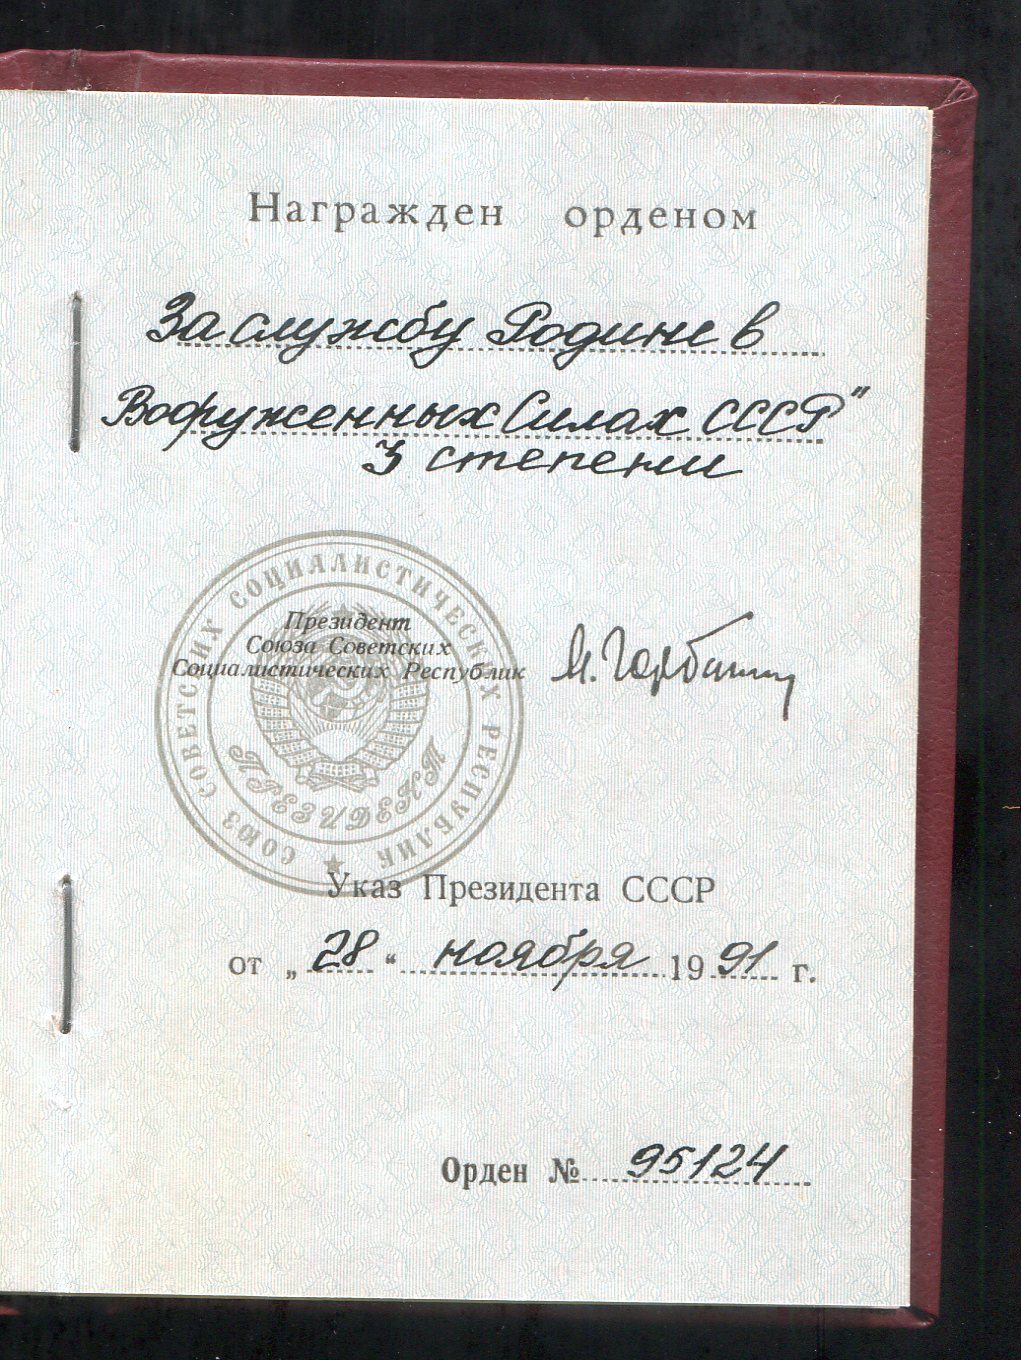 Награжден орденом
„За службу Родине в
Вооруженных Силах СССР"
3 степени
СОЮЗ СОВЕТСКИХ СОЦИАЛИСТИЧЕСКИХ РЕСПУБЛИК
Президент
Союза Советских
Социалистических Республик М. Горбачев
ПРЕЗИДЕНТ
Указ Президента СССР
от „28" ноября 1991 г.
Орден № 95124